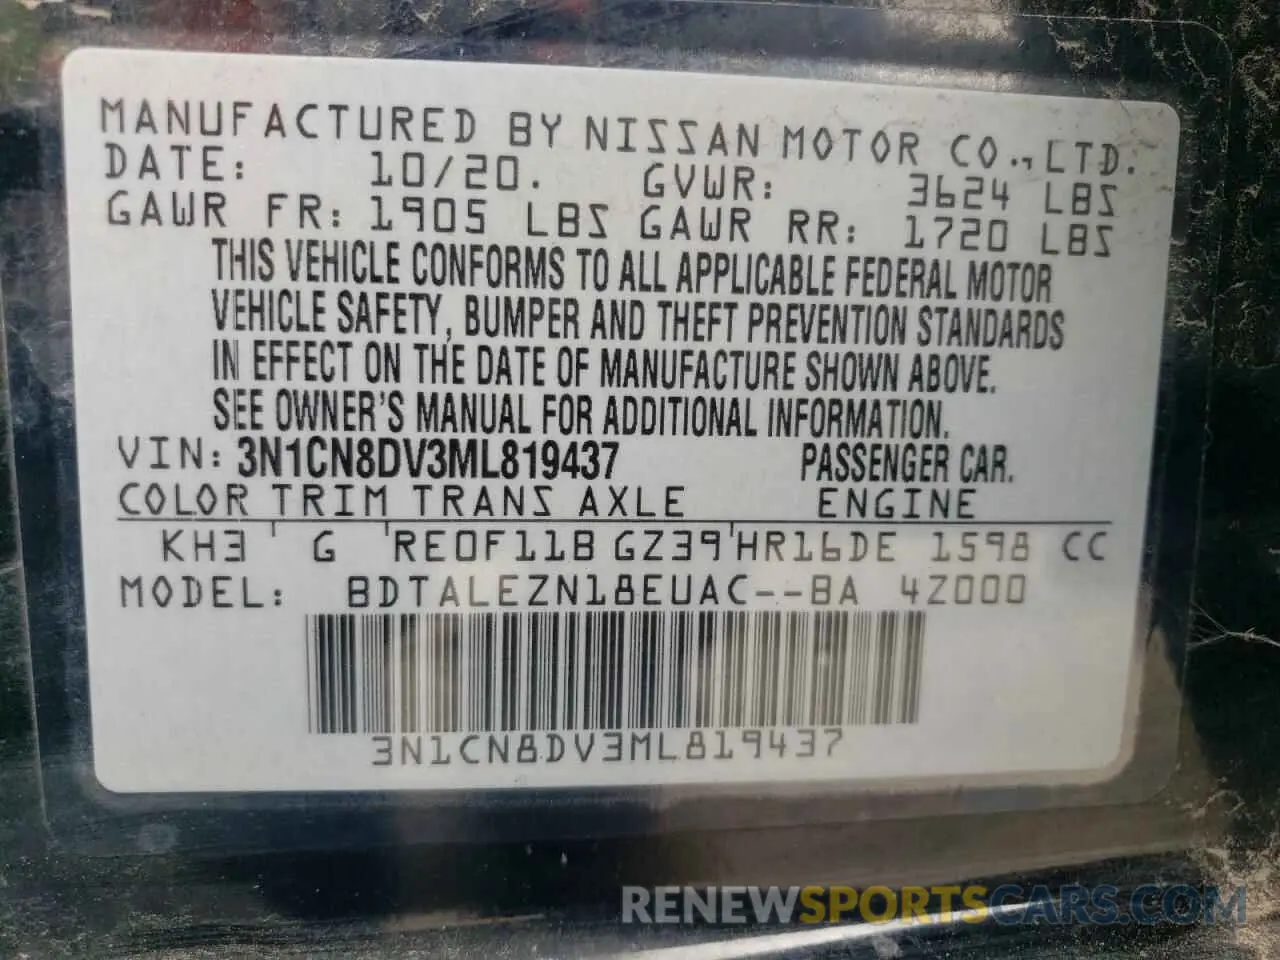 MANUFACTURED BY NISSAN MOTOR CO., LTD.
DATE: 10/20. GVWR: 3624 LBS
GAWR FR: 1905 LBS GAWR RR: 1720 LBS
THIS VEHICLE CONFORMS TO ALL APPLICABLE FEDERAL MOTOR
VEHICLE SAFETY, BUMPER AND THEFT PREVENTION STANDARDS
IN EFFECT ON THE DATE OF MANUFACTURE SHOWN ABOVE.
SEE OWNER'S MANUAL FOR ADDITIONAL INFORMATION.
VIN: 3N1CN8DV3ML819437 PASSENGER CAR.
COLOR TRIM TRANS AXLE ENGINE
KH3 G RE0F11B GZ39 HR16DE 1598 CC
MODEL: BDTALEZN18EUAC--BA 4Z000
3N1CN8DV3ML819437
RENEWSPORTSCARS.COM